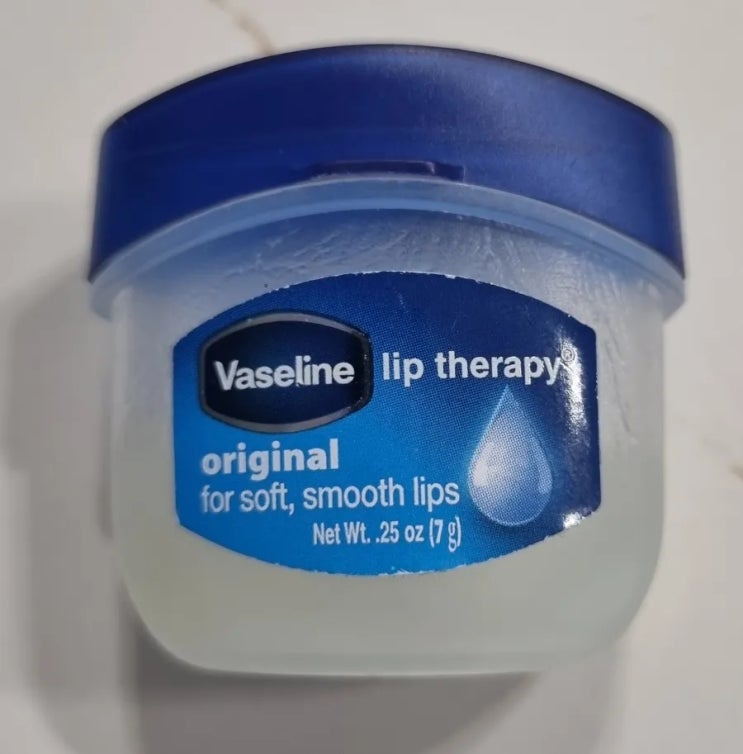 Vaseline lip therapy®
original
for soft, smooth lips
Net Wt. .25 oz (7 g)